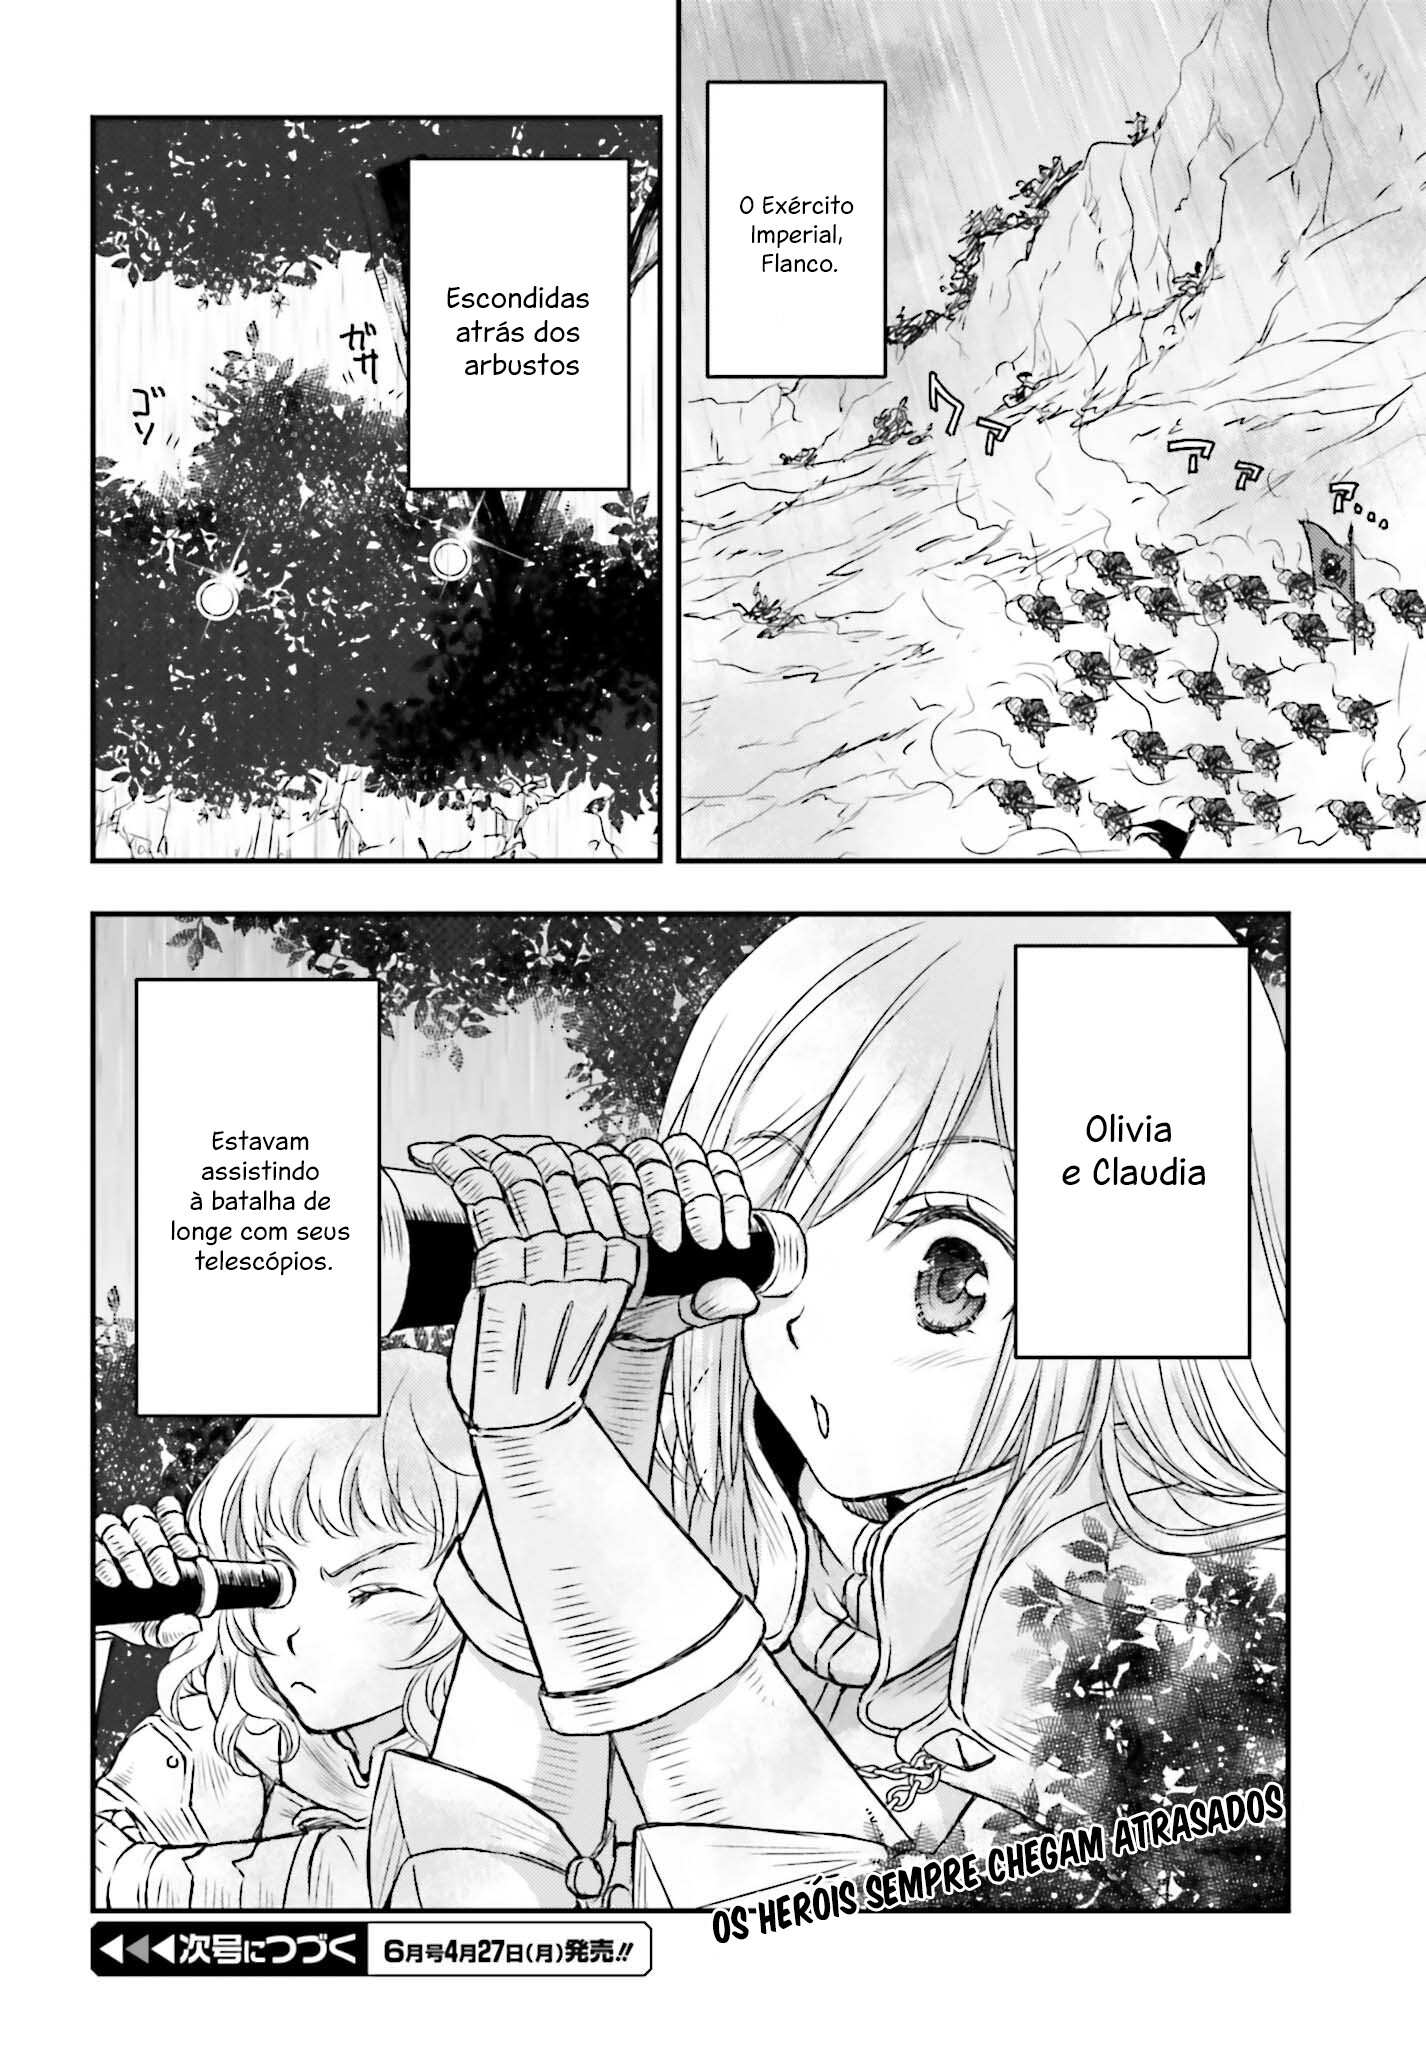 O Exército
Imperial,
Flanco.
ワァァァァ...
Escondidas
atrás dos
arbustos
ガサ
ゴソ
Olivia
e Claudia
Estavam
assistindo
à batalha de
longe com seus
telescópios.
OS HERÓIS SEMPRE CHEGAM ATRASADOS
次号につづく 6月号4月27日(月)発売!!